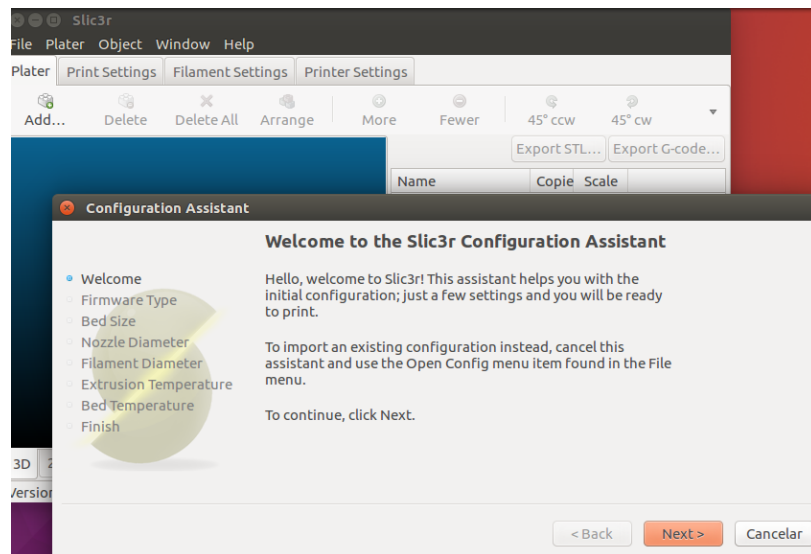 Slic3r
File Plater Object Window Help
Plater Print Settings Filament Settings Printer Settings
Add... Delete Delete All Arrange More Fewer 45° ccw 45° cw
Export STL... Export G-code...
Name Copie Scale
Configuration Assistant
Welcome to the Slic3r Configuration Assistant
Welcome
Firmware Type
Bed Size
Nozzle Diameter
Filament Diameter
Extrusion Temperature
Bed Temperature
Finish
Hello, welcome to Slic3r! This assistant helps you with the
initial configuration; just a few settings and you will be ready
to print.
To import an existing configuration instead, cancel this
assistant and use the Open Config menu item found in the File
menu.
To continue, click Next.
3D
< Back Next > Cancelar